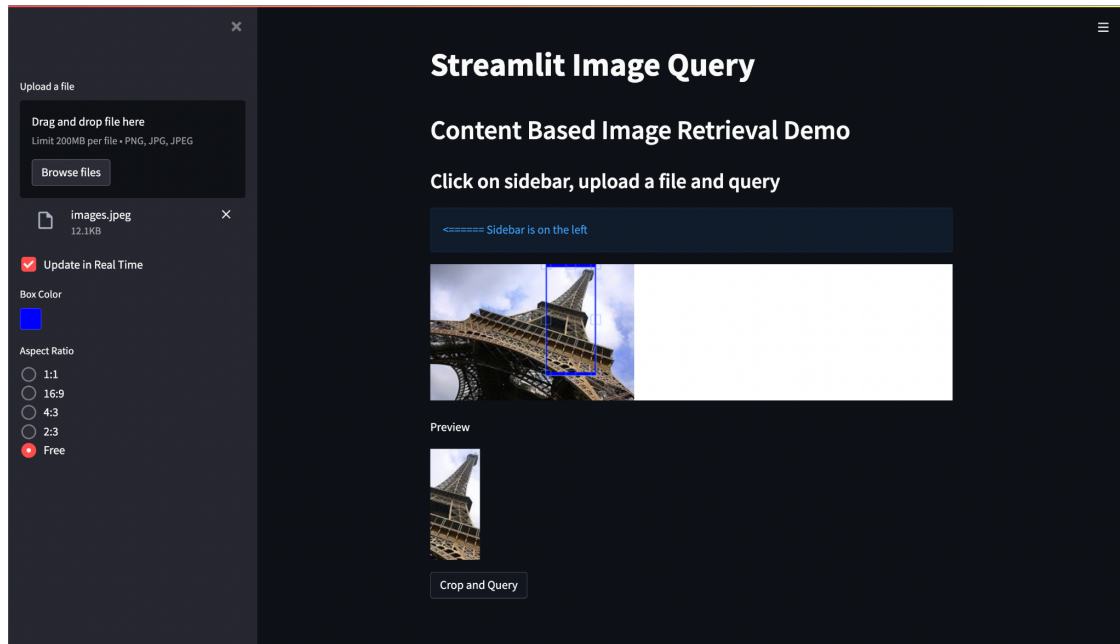 Upload a file
Drag and drop file here
Limit 200MB per file • PNG, JPG, JPEG
Browse files
images.jpeg
12.1KB
Update in Real Time
Box Color
Aspect Ratio
1:1
16:9
4:3
2:3
Free
Streamlit Image Query
Content Based Image Retrieval Demo
Click on sidebar, upload a file and query
<====== Sidebar is on the left
Preview
Crop and Query